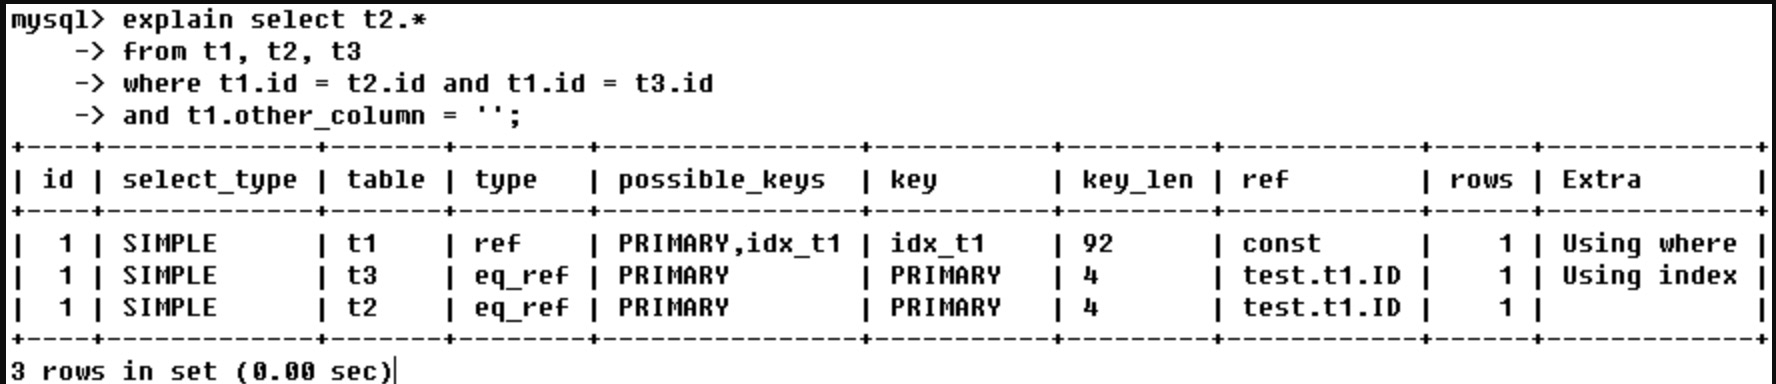 mysql> explain select t2.*
    -> from t1, t2, t3
    -> where t1.id = t2.id and t1.id = t3.id
    -> and t1.other_column = '';
+----+-------------+-------+--------+----------------+---------+---------+------------+------+-------------+
| id | select_type | table | type   | possible_keys  | key     | key_len | ref        | rows | Extra       |
+----+-------------+-------+--------+----------------+---------+---------+------------+------+-------------+
|  1 | SIMPLE      | t1    | ref    | PRIMARY,idx_t1 | idx_t1  | 92      | const      |    1 | Using where |
|  1 | SIMPLE      | t3    | eq_ref | PRIMARY        | PRIMARY | 4       | test.t1.ID |    1 | Using index |
|  1 | SIMPLE      | t2    | eq_ref | PRIMARY        | PRIMARY | 4       | test.t1.ID |    1 |             |
+----+-------------+-------+--------+----------------+---------+---------+------------+------+-------------+
3 rows in set (0.00 sec)